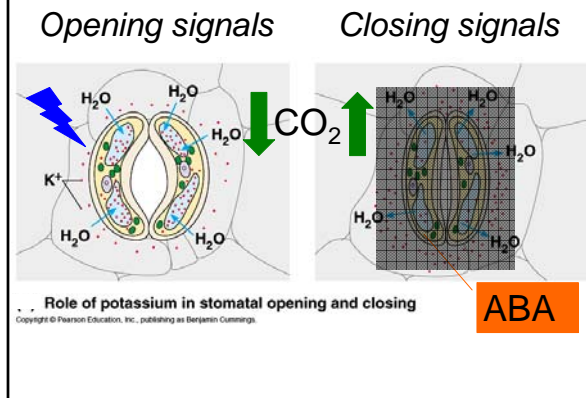 Opening signals
Closing signals
H₂O
H₂O
H₂O
K⁺
H₂O
H₂O
CO₂
H₂O
H₂O
H₂O
H₂O
H₂O
Role of potassium in stomatal opening and closing
Copyright © Pearson Education, Inc., publishing as Benjamin Cummings.
ABA